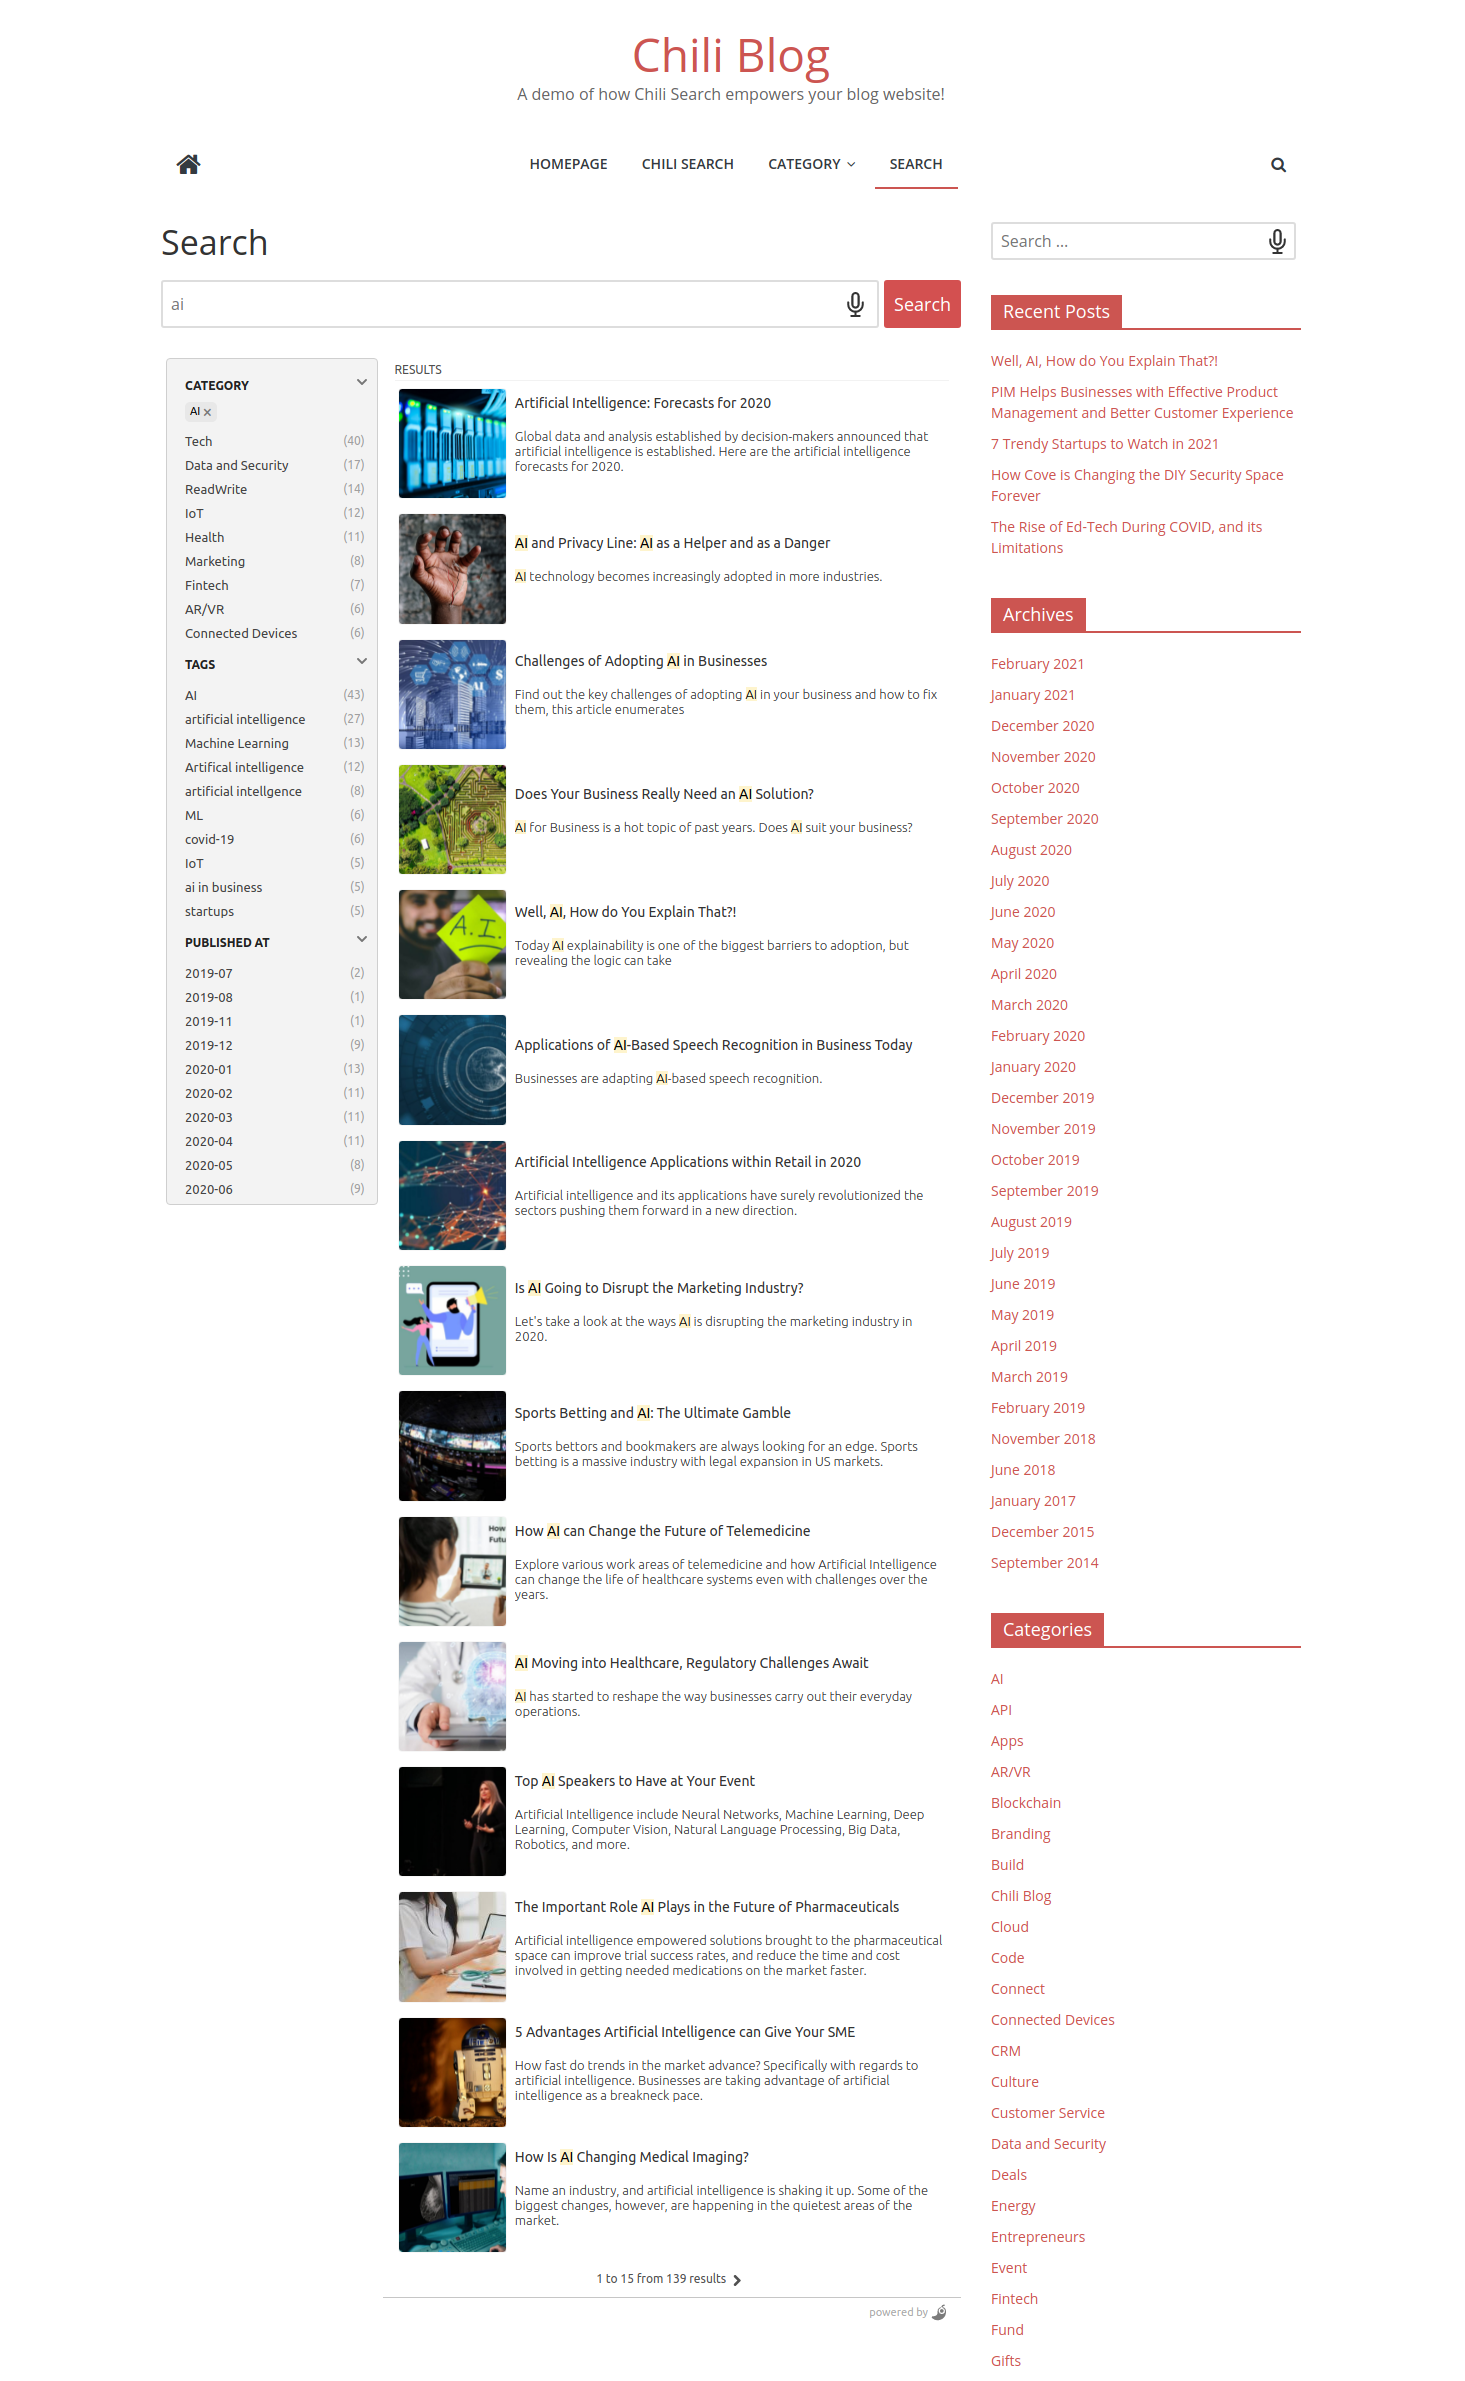 Chili Blog
A demo of how Chili Search empowers your blog website!
HOMEPAGE
CHILI SEARCH
CATEGORY
SEARCH
Search
ai
Search
CATEGORY
AI ×
Tech (40)
Data and Security (17)
ReadWrite (14)
IoT (12)
Health (11)
Marketing (8)
Fintech (7)
AR/VR (6)
Connected Devices (6)
TAGS
AI (43)
artificial intelligence (27)
Machine Learning (13)
Artifical intelligence (12)
artificial intellgence (8)
ML (6)
covid-19 (6)
IoT (5)
ai in business (5)
startups (5)
PUBLISHED AT
2019-07 (2)
2019-08 (1)
2019-11 (1)
2019-12 (9)
2020-01 (13)
2020-02 (11)
2020-03 (11)
2020-04 (11)
2020-05 (8)
2020-06 (9)
RESULTS
Artificial Intelligence: Forecasts for 2020
Global data and analysis established by decision-makers announced that
artificial intelligence is established. Here are the artificial intelligence
forecasts for 2020.
AI and Privacy Line: AI as a Helper and as a Danger
AI technology becomes increasingly adopted in more industries.
Challenges of Adopting AI in Businesses
Find out the key challenges of adopting AI in your business and how to fix
them, this article enumerates
AI
$
Does Your Business Really Need an AI Solution?
AI for Business is a hot topic of past years. Does AI suit your business?
A.I.
Well, AI, How do You Explain That?!
Today AI explainability is one of the biggest barriers to adoption, but
revealing the logic can take
Applications of AI-Based Speech Recognition in Business Today
Businesses are adapting AI-based speech recognition.
Artificial Intelligence Applications within Retail in 2020
Artificial intelligence and its applications have surely revolutionized the
sectors pushing them forward in a new direction.
Is AI Going to Disrupt the Marketing Industry?
Let's take a look at the ways AI is disrupting the marketing industry in
2020.
Sports Betting and AI: The Ultimate Gamble
Sports bettors and bookmakers are always looking for an edge. Sports
betting is a massive industry with legal expansion in US markets.
How
Futu
How AI can Change the Future of Telemedicine
Explore various work areas of telemedicine and how Artificial Intelligence
can change the life of healthcare systems even with challenges over the
years.
AI Moving into Healthcare, Regulatory Challenges Await
AI has started to reshape the way businesses carry out their everyday
operations.
Top AI Speakers to Have at Your Event
Artificial Intelligence include Neural Networks, Machine Learning, Deep
Learning, Computer Vision, Natural Language Processing, Big Data,
Robotics, and more.
The Important Role AI Plays in the Future of Pharmaceuticals
Artificial intelligence empowered solutions brought to the pharmaceutical
space can improve trial success rates, and reduce the time and cost
involved in getting needed medications on the market faster.
5 Advantages Artificial Intelligence can Give Your SME
How fast do trends in the market advance? Specifically with regards to
artificial intelligence. Businesses are taking advantage of artificial
intelligence as a breakneck pace.
How Is AI Changing Medical Imaging?
Name an industry, and artificial intelligence is shaking it up. Some of the
biggest changes, however, are happening in the quietest areas of the
market.
1 to 15 from 139 results
powered by
Search ...
Recent Posts
Well, AI, How do You Explain That?!
PIM Helps Businesses with Effective Product
Management and Better Customer Experience
7 Trendy Startups to Watch in 2021
How Cove is Changing the DIY Security Space
Forever
The Rise of Ed-Tech During COVID, and its
Limitations
Archives
February 2021
January 2021
December 2020
November 2020
October 2020
September 2020
August 2020
July 2020
June 2020
May 2020
April 2020
March 2020
February 2020
January 2020
December 2019
November 2019
October 2019
September 2019
August 2019
July 2019
June 2019
May 2019
April 2019
March 2019
February 2019
November 2018
June 2018
January 2017
December 2015
September 2014
Categories
AI
API
Apps
AR/VR
Blockchain
Branding
Build
Chili Blog
Cloud
Code
Connect
Connected Devices
CRM
Culture
Customer Service
Data and Security
Deals
Energy
Entrepreneurs
Event
Fintech
Fund
Gifts